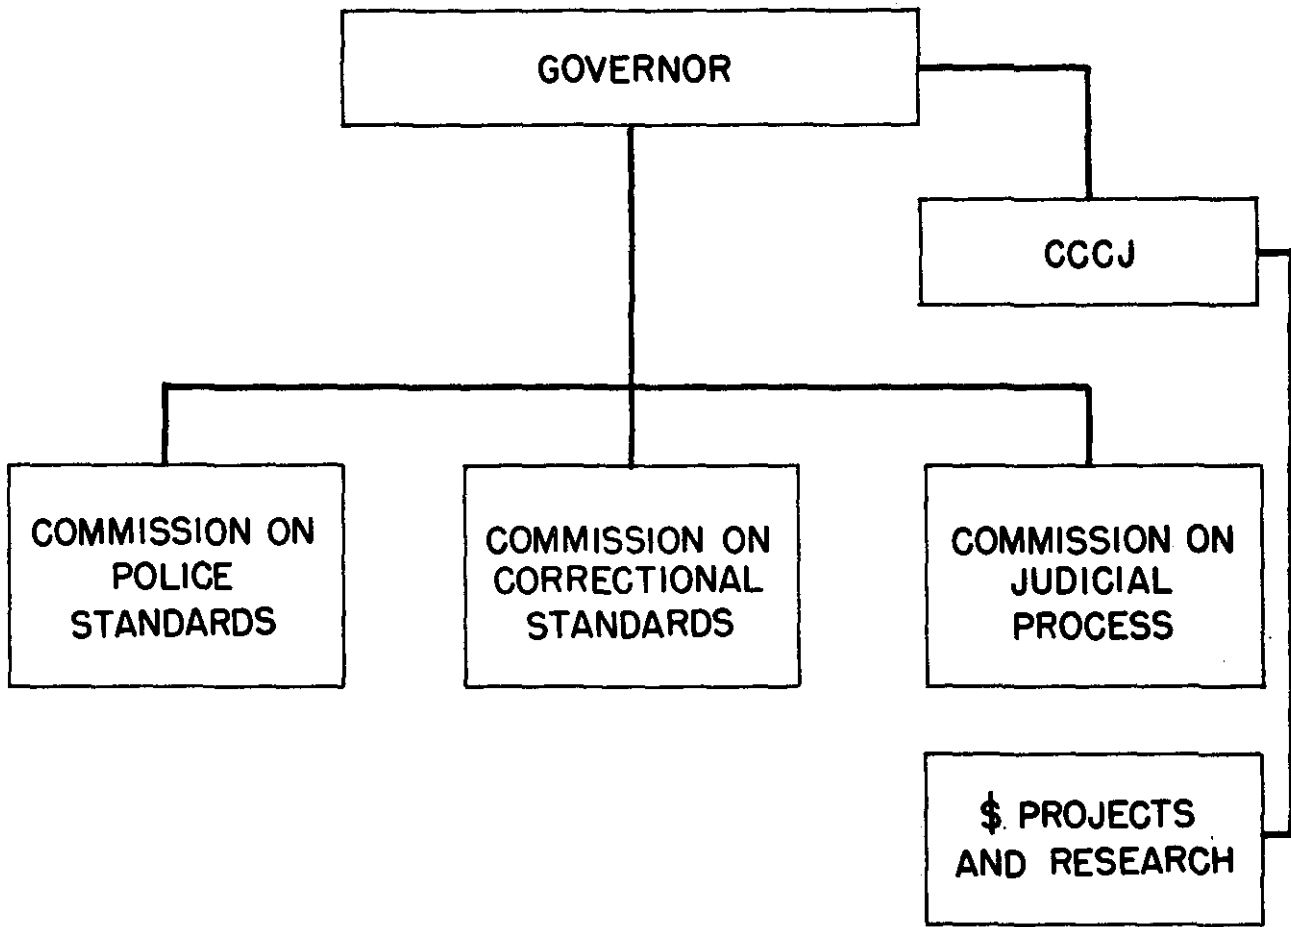 GOVERNOR
CCCJ
COMMISSION ON
POLICE
STANDARDS
COMMISSION ON
CORRECTIONAL
STANDARDS
COMMISSION ON
JUDICIAL
PROCESS
$ PROJECTS
AND RESEARCH